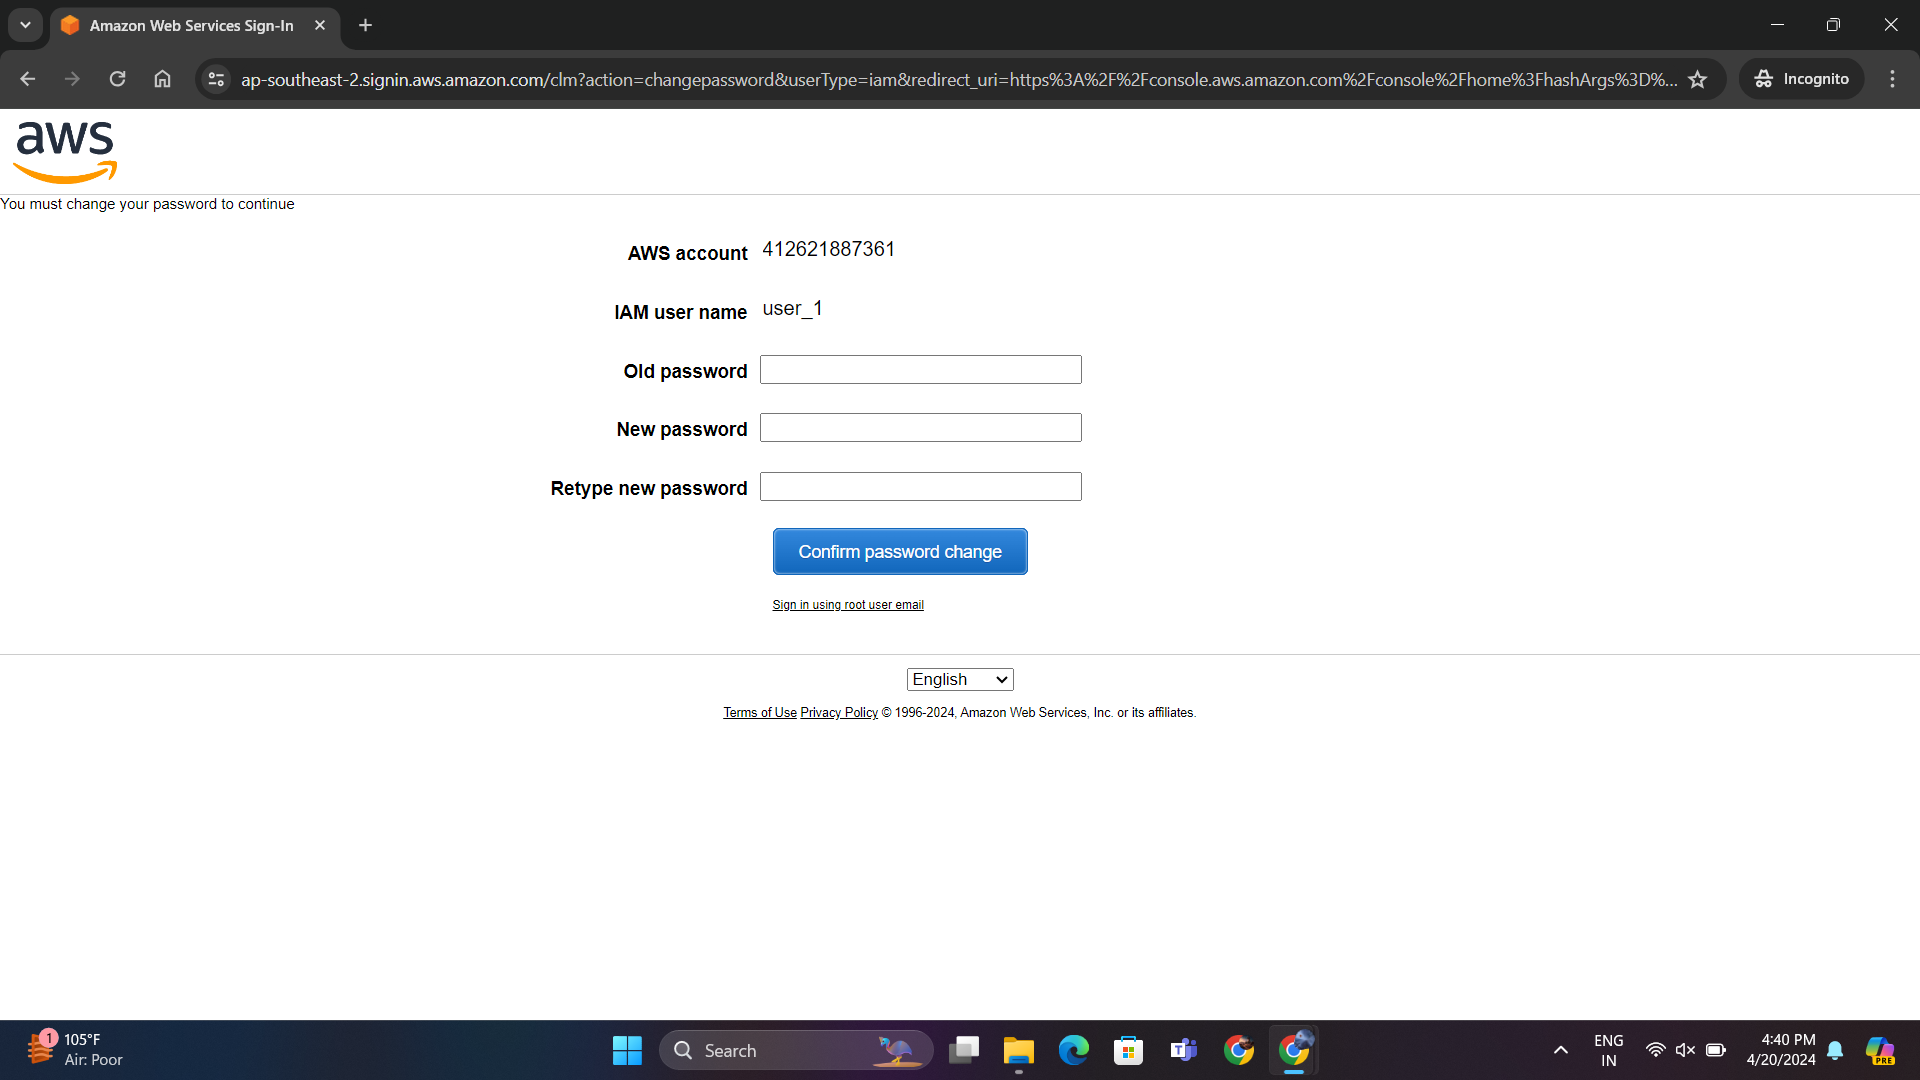 Amazon Web Services Sign-In
ap-southeast-2.signin.aws.amazon.com/clm?action=changepassword&userType=iam&redirect_uri=https%3A%2F%2Fconsole.aws.amazon.com%2Fconsole%2Fhome%3FhashArgs%3D%...
Incognito
aws
You must change your password to continue
AWS account 412621887361
IAM user name user_1
Old password
New password
Retype new password
Confirm password change
Sign in using root user email
English
Terms of Use Privacy Policy © 1996-2024, Amazon Web Services, Inc. or its affiliates.
1
105°F
Air: Poor
Search
T
ENG
IN
4:40 PM
4/20/2024
PRE